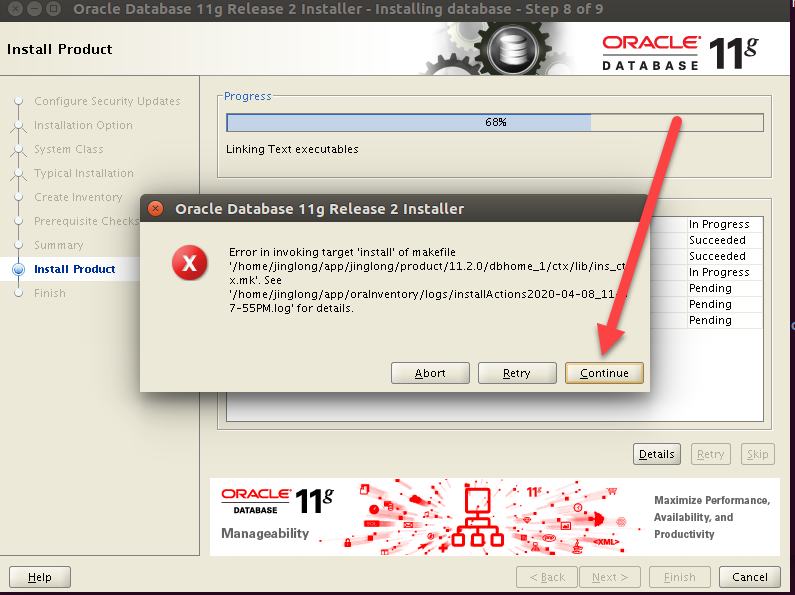 Oracle Database 11g Release 2 Installer - Installing database - Step 8 of 9
Install Product
ORACLE
DATABASE 11g
Configure Security Updates
Installation Option
System Class
Typical Installation
Create Inventory
Prerequisite Checks
Summary
Install Product
Finish
Progress
68%
Linking Text executables
In Progress
Succeeded
Succeeded
In Progress
Pending
Pending
Pending
Oracle Database 11g Release 2 Installer
Error in invoking target 'install' of makefile
'/home/jinglong/app/jinglong/product/11.2.0/dbhome_1/ctx/lib/ins_ct
x.mk'. See
'/home/jinglong/app/oraInventory/logs/installActions2020-04-08_11-
7-55PM.log' for details.
Abort
Retry
Continue
Details
Retry
Skip
ORACLE
DATABASE 11g
Manageability
11g
<XML>
Maximize Performance,
Availability, and
Productivity
Help
< Back
Next >
Finish
Cancel